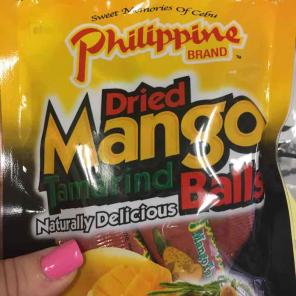 Sweet Memories Of Cebu
Philippine
BRAND
Dried
Mango
Tamarind
Balls
Naturally Delicious